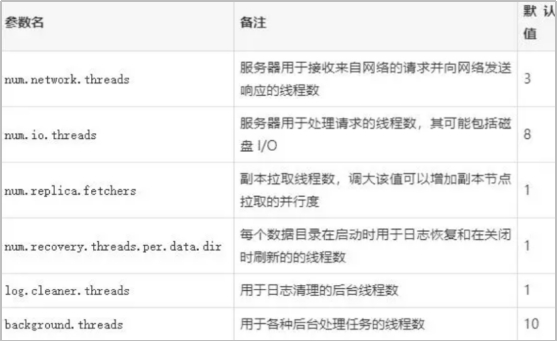 参数名 备注 默认值
num.network.threads 服务器用于接收来自网络的请求并向网络发送响应的线程数 3
num.io.threads 服务器用于处理请求的线程数，其可能包括磁盘 I/O 8
num.replica.fetchers 副本拉取线程数，调大该值可以增加副本节点拉取的并行度 1
num.recovery.threads.per.data.dir 每个数据目录在启动时用于日志恢复和在关闭时刷新的的线程数 1
log.cleaner.threads 用于日志清理的后台线程数 1
background.threads 用于各种后台处理任务的线程数 10